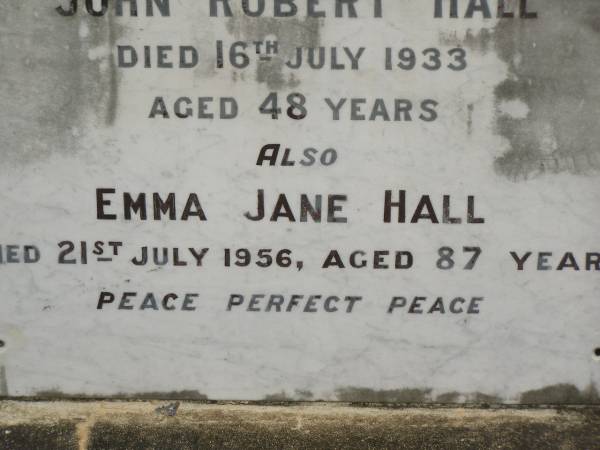 JOHN ROBERT HALL
DIED 16TH JULY 1933
AGED 48 YEARS
ALSO
EMMA JANE HALL
IED 21ST JULY 1956, AGED 87 YEAR
PEACE PERFECT PEACE